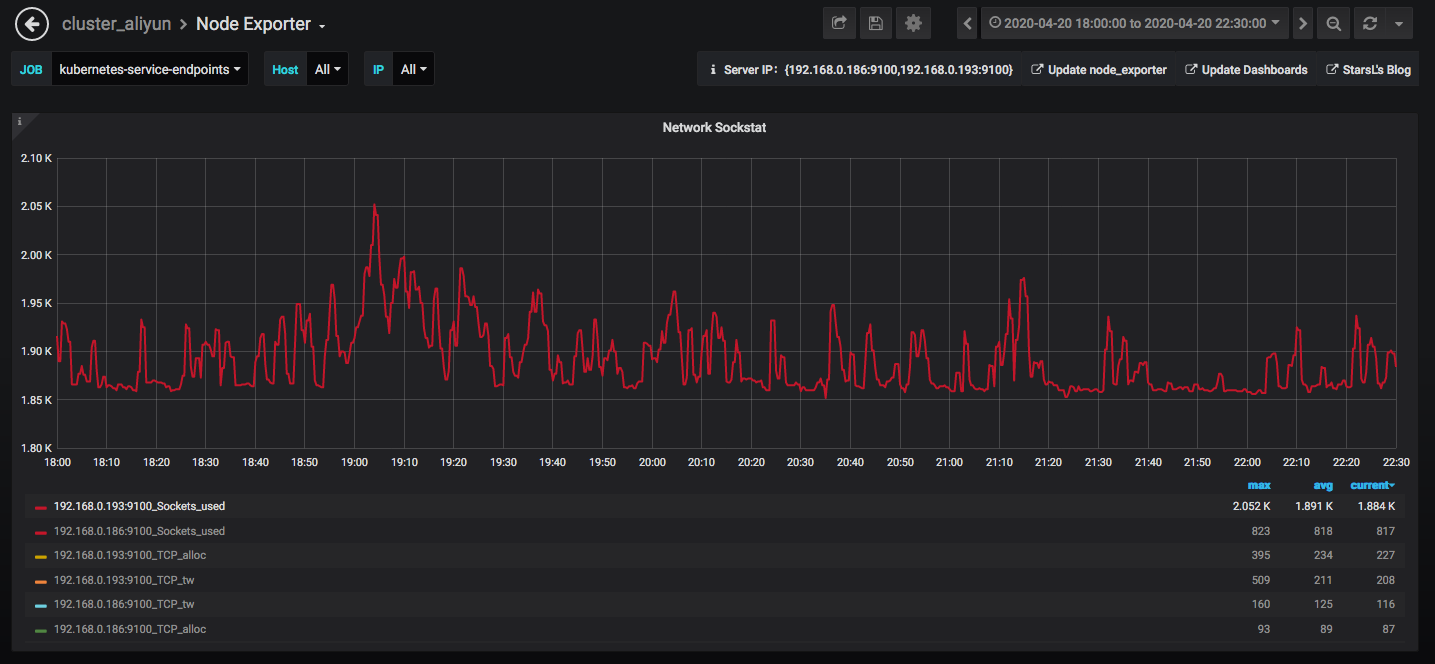 cluster_aliyun > Node Exporter
2020-04-20 18:00:00 to 2020-04-20 22:30:00
JOB kubernetes-service-endpoints Host All IP All
i Server IP: {192.168.0.186:9100,192.168.0.193:9100} Update node_exporter Update Dashboards StarsL's Blog
i
Network Sockstat
2.10 K
2.05 K
2.00 K
1.95 K
1.90 K
1.85 K
1.80 K
18:00 18:10 18:20 18:30 18:40 18:50 19:00 19:10 19:20 19:30 19:40 19:50 20:00 20:10 20:20 20:30 20:40 20:50 21:00 21:10 21:20 21:30 21:40 21:50 22:00 22:10 22:20 22:30
max avg current
192.168.0.193:9100_Sockets_used 2.052 K 1.891 K 1.884 K
192.168.0.186:9100_Sockets_used 823 818 817
192.168.0.193:9100_TCP_alloc 395 234 227
192.168.0.193:9100_TCP_tw 509 211 208
192.168.0.186:9100_TCP_tw 160 125 116
192.168.0.186:9100_TCP_alloc 93 89 87